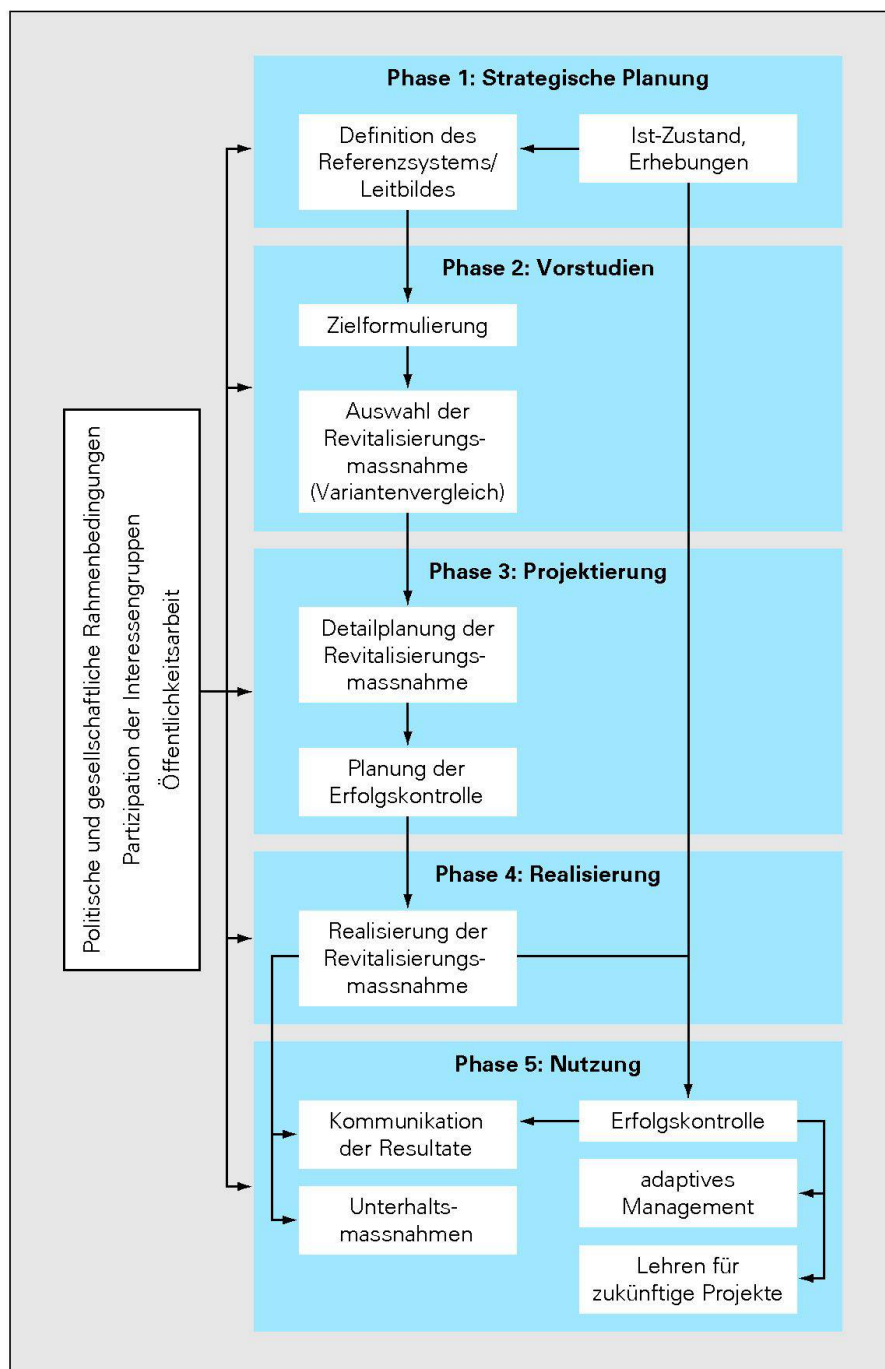 Phase 1: Strategische Planung
Definition des
Referenzsystems/
Leitbildes
Ist-Zustand,
Erhebungen
Phase 2: Vorstudien
Zielformulierung
Auswahl der
Revitalisierungs-
massnahme
(Variantenvergleich)
Politische und gesellschaftliche Rahmenbedingungen
Partizipation der Interessengruppen
Öffentlichkeitsarbeit
Phase 3: Projektierung
Detailplanung der
Revitalisierungs-
massnahme
Planung der
Erfolgskontrolle
Phase 4: Realisierung
Realisierung der
Revitalisierungs-
massnahme
Phase 5: Nutzung
Kommunikation
der Resultate
Unterhalts-
massnahmen
Erfolgskontrolle
adaptives
Management
Lehren für
zukünftige Projekte